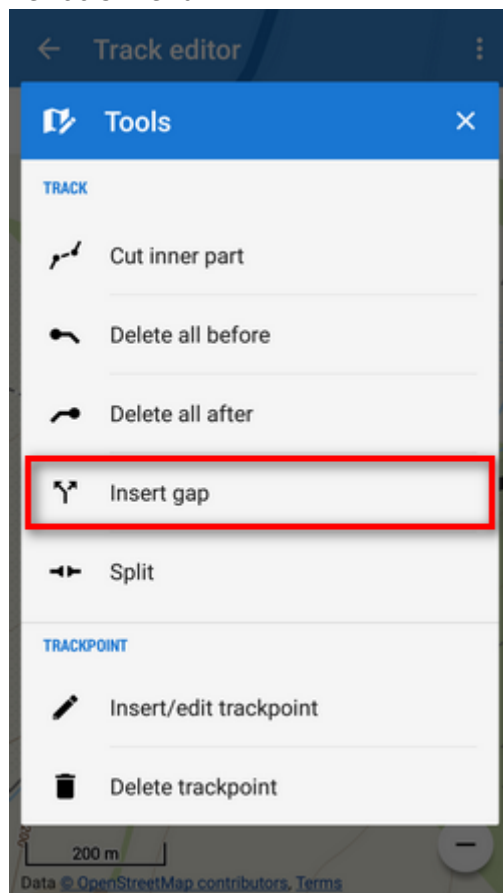 Track editor
Tools
TRACK
Cut inner part
Delete all before
Delete all after
Insert gap
Split
TRACKPOINT
Insert/edit trackpoint
Delete trackpoint
200
200 m
Data © OpenStreetMap contributors, Terms